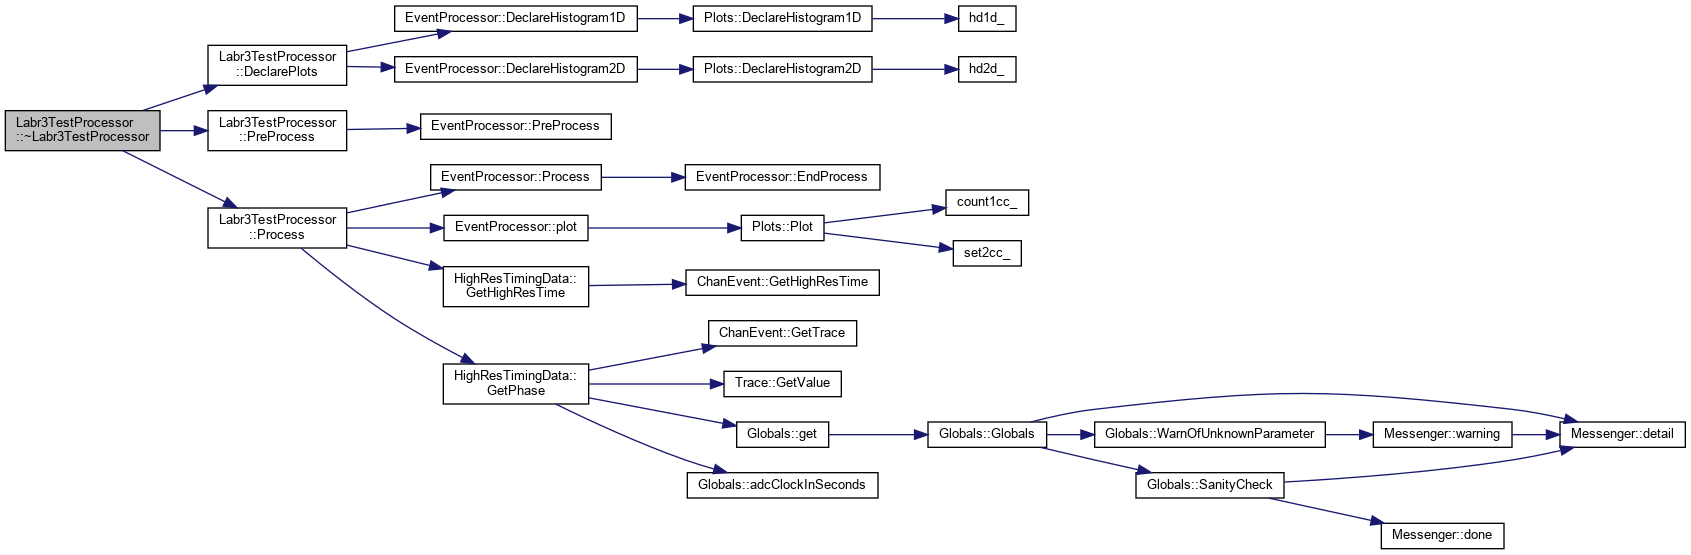 EventProcessor::DeclareHistogram1D
Plots::DeclareHistogram1D
hd1d_
Labr3TestProcessor
::DeclarePlots
EventProcessor::DeclareHistogram2D
Plots::DeclareHistogram2D
hd2d_
Labr3TestProcessor
::~Labr3TestProcessor
Labr3TestProcessor
::PreProcess
EventProcessor::PreProcess
EventProcessor::Process
EventProcessor::EndProcess
Labr3TestProcessor
::Process
EventProcessor::plot
Plots::Plot
count1cc_
set2cc_
HighResTimingData::
GetHighResTime
ChanEvent::GetHighResTime
ChanEvent::GetTrace
HighResTimingData::
GetPhase
Trace::GetValue
Globals::get
Globals::Globals
Globals::WarnOfUnknownParameter
Messenger::warning
Messenger::detail
Globals::adcClockInSeconds
Globals::SanityCheck
Messenger::done